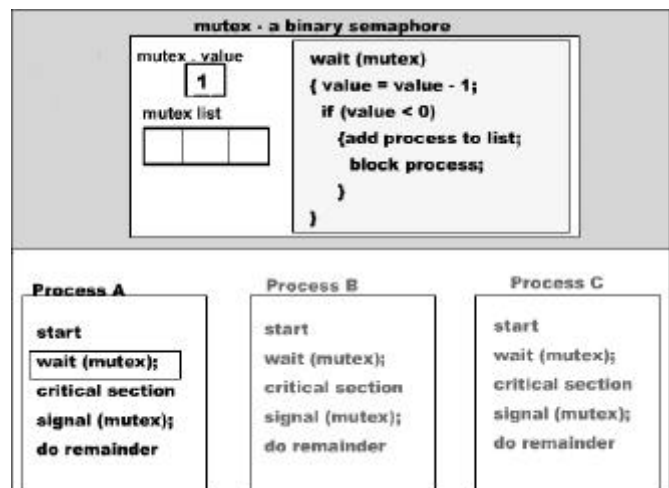 mutex - a binary semaphore
mutex . value
1
mutex list
wait (mutex)
{ value = value - 1;
if (value < 0)
{add process to list;
block process;
}
}
Process A
start
wait (mutex);
critical section
signal (mutex);
do remainder
Process B
start
wait (mutex);
critical section
signal (mutex);
do remainder
Process C
start
wait (mutex);
critical section
signal (mutex);
do remainder